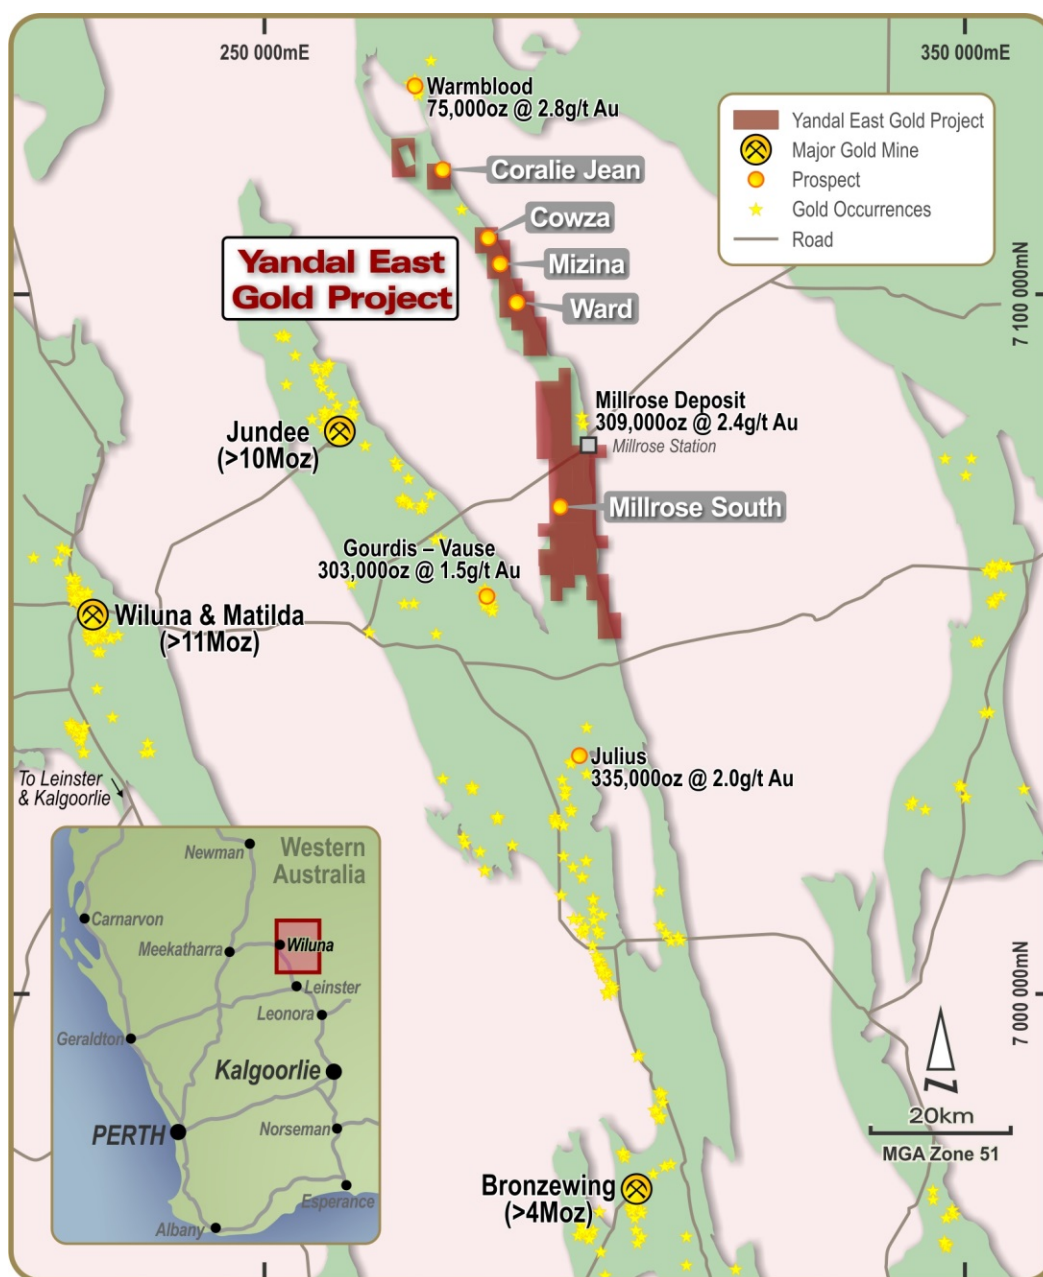 250 000mE
350 000mE
Warmblood
75,000oz @ 2.8g/t Au
Yandal East Gold Project
Major Gold Mine
Prospect
Gold Occurrences
Road
Coralie Jean
Cowza
Mizina
Ward
Yandal East
Gold Project
7 100 000mN
Millrose Deposit
309,000oz @ 2.4g/t Au
Millrose Station
Jundee
(>10Moz)
Millrose South
Gourdis – Vause
303,000oz @ 1.5g/t Au
Wiluna & Matilda
(>11Moz)
Julius
335,000oz @ 2.0g/t Au
To Leinster
& Kalgoorlie
Western
Australia
Newman
Carnarvon
Meekatharra
Wiluna
Leinster
Leonora
Geraldton
Kalgoorlie
PERTH
Norseman
Esperance
Albany
7 000 000mN
N
20km
MGA Zone 51
Bronzewing
(>4Moz)